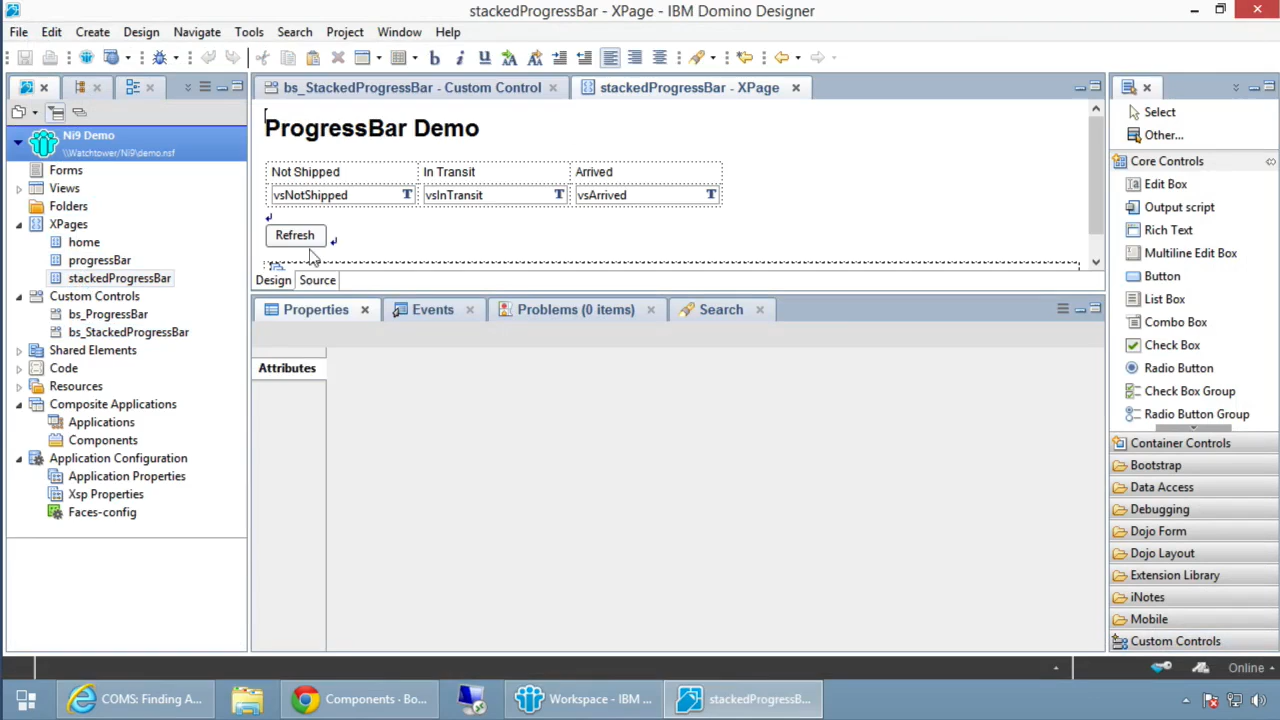 stackedProgressBar - XPage - IBM Domino Designer
File Edit Create Design Navigate Tools Search Project Window Help
bs_StackedProgressBar - Custom Control
stackedProgressBar - XPage
Ni9 Demo
\\Watchtower/Ni9\demo.nsf
Forms
Views
Folders
XPages
home
progressBar
stackedProgressBar
Custom Controls
bs_ProgressBar
bs_StackedProgressBar
Shared Elements
Code
Resources
Composite Applications
Applications
Components
Application Configuration
Application Properties
Xsp Properties
Faces-config
ProgressBar Demo
Not Shipped In Transit Arrived
vsNotShipped vsInTransit vsArrived
Refresh
Design Source
Properties Events Problems (0 items) Search
Attributes
Select
Other...
Core Controls
Edit Box
Output script
Rich Text
Multiline Edit Box
Button
List Box
Combo Box
Check Box
Radio Button
Check Box Group
Radio Button Group
Container Controls
Bootstrap
Data Access
Debugging
Dojo Form
Dojo Layout
Extension Library
iNotes
Mobile
Custom Controls
Online
COMS: Finding A... Components - Bo... Workspace - IBM ... stackedProgressB...